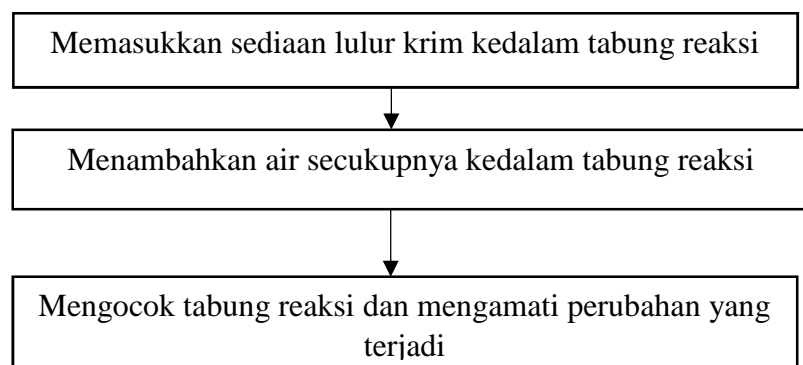 Memasukkan sediaan lulur krim kedalam tabung reaksi
Menambahkan air secukupnya kedalam tabung reaksi
Mengocok tabung reaksi dan mengamati perubahan yang
terjadi